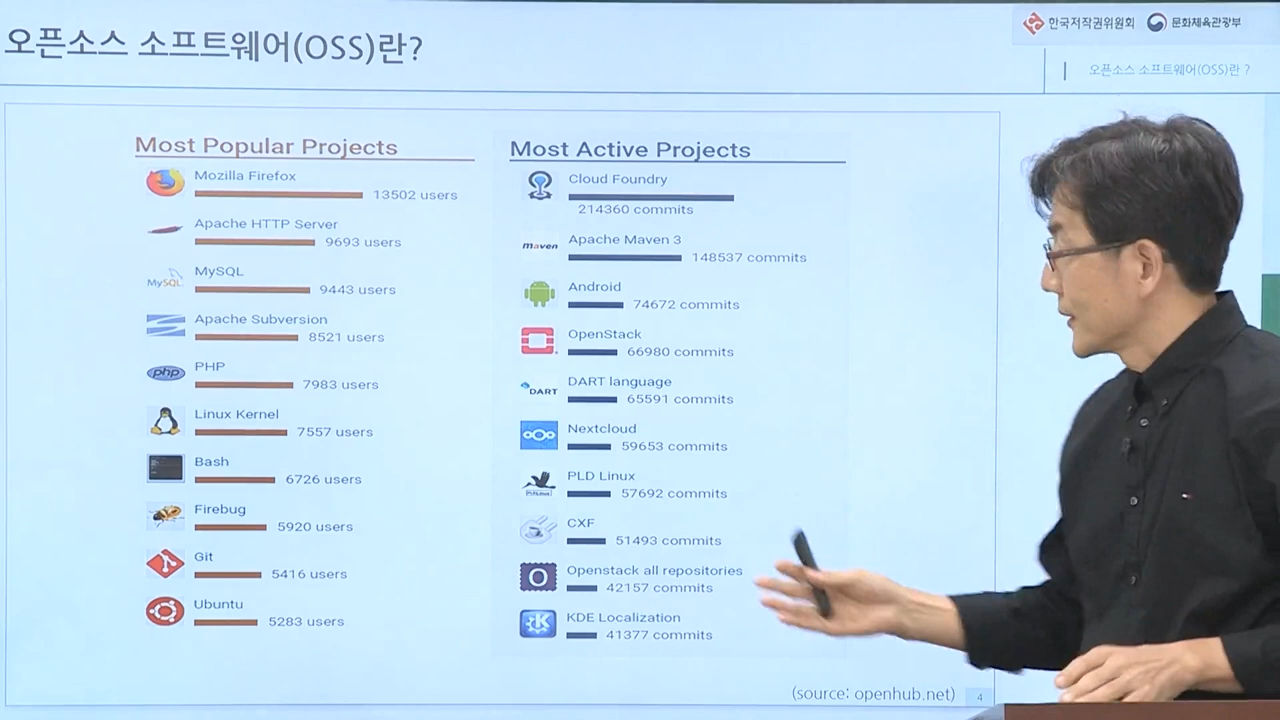 오픈소스 소프트웨어(OSS)란?
한국저작권위원회
문화체육관광부
오픈소스 소프트웨어(OSS)란 ?
Most Popular Projects
Mozilla Firefox
13502 users
Apache HTTP Server
9693 users
MySQL
MySQL
9443 users
Apache Subversion
8521 users
php
PHP
7983 users
Linux Kernel
7557 users
Bash
6726 users
Firebug
5920 users
Git
5416 users
Ubuntu
5283 users
Most Active Projects
Cloud Foundry
214360 commits
maven
Apache Maven 3
148537 commits
Android
74672 commits
OpenStack
66980 commits
DART
DART language
65591 commits
Nextcloud
59653 commits
PLD Linux
57692 commits
CXF
51493 commits
Openstack all repositories
42157 commits
KDE Localization
41377 commits
(source: openhub.net)
4